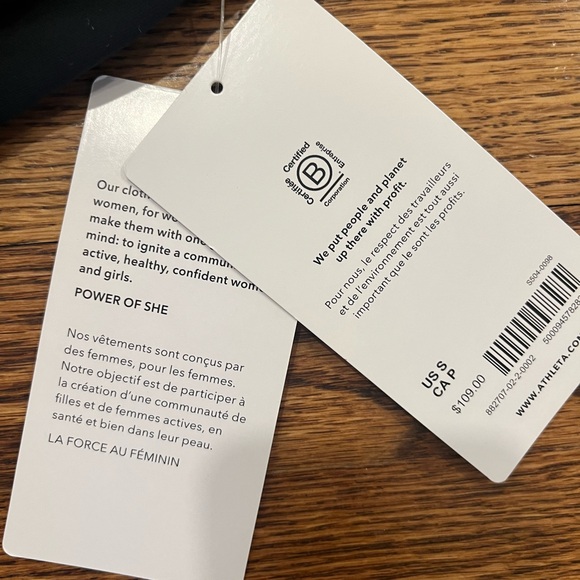 Our
women, for
make them with one
mind: to ignite a
active, healthy, confident
and girls.
POWER OF SHE
Nos vêtements sont conçus par
des femmes, pour les femmes.
Notre objectif est de participer à
la création d'une communauté de
filles et de femmes actives, en
santé et bien dans leur peau.
LA FORCE AU FÉMININ
Certified
Certifiée
B
Entreprise
Corporation
We put people and planet
up there with profit.
Pour nous, le respect des travailleurs
et de l'environnement est tout aussi
important que le sont les profits.
US S
CA P
$109.00
S504-0098
50009457828
882707-02-2-0002
WWW.ATHLETA.COM